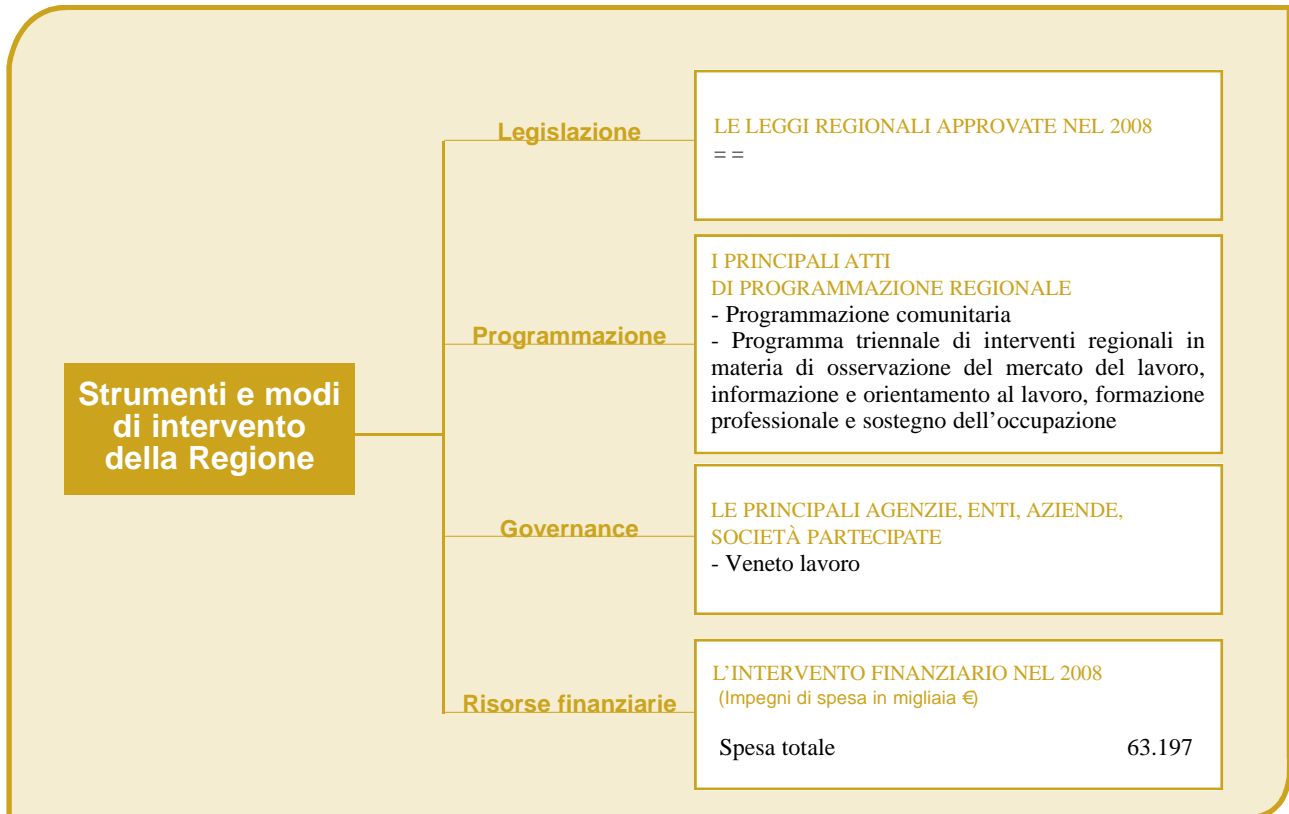 Strumenti e modi
di intervento
della Regione
Legislazione
LE LEGGI REGIONALI APPROVATE NEL 2008
= =
Programmazione
I PRINCIPALI ATTI
DI PROGRAMMAZIONE REGIONALE
- Programmazione comunitaria
- Programma triennale di interventi regionali in
materia di osservazione del mercato del lavoro,
informazione e orientamento al lavoro, formazione
professionale e sostegno dell’occupazione
Governance
LE PRINCIPALI AGENZIE, ENTI, AZIENDE,
SOCIETÀ PARTECIPATE
- Veneto lavoro
Risorse finanziarie
L’INTERVENTO FINANZIARIO NEL 2008
(Impegni di spesa in migliaia €)
Spesa totale 63.197